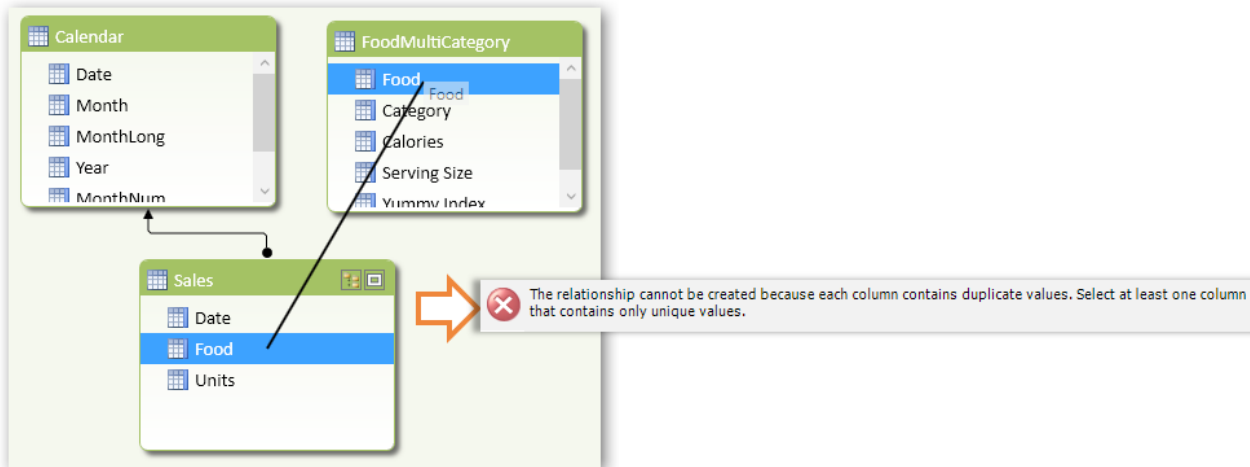 Calendar
Date
Month
MonthLong
Year
MonthNum
FoodMultiCategory
Food
Food
Category
Calories
Serving Size
Yummy Index
Sales
Date
Food
Units
The relationship cannot be created because each column contains duplicate values. Select at least one column
that contains only unique values.